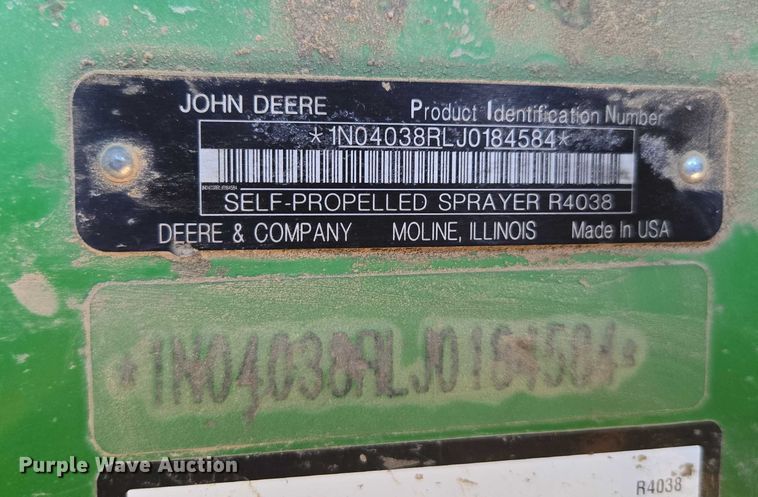 JOHN DEERE Product Identification Number
*1N04038RLJ0184584*
1N04038RLJ0184584
SELF-PROPELLED SPRAYER R4038
DEERE & COMPANY MOLINE, ILLINOIS Made In USA
*1N04038RLJ0184584*
Purple Wave Auction
R4038